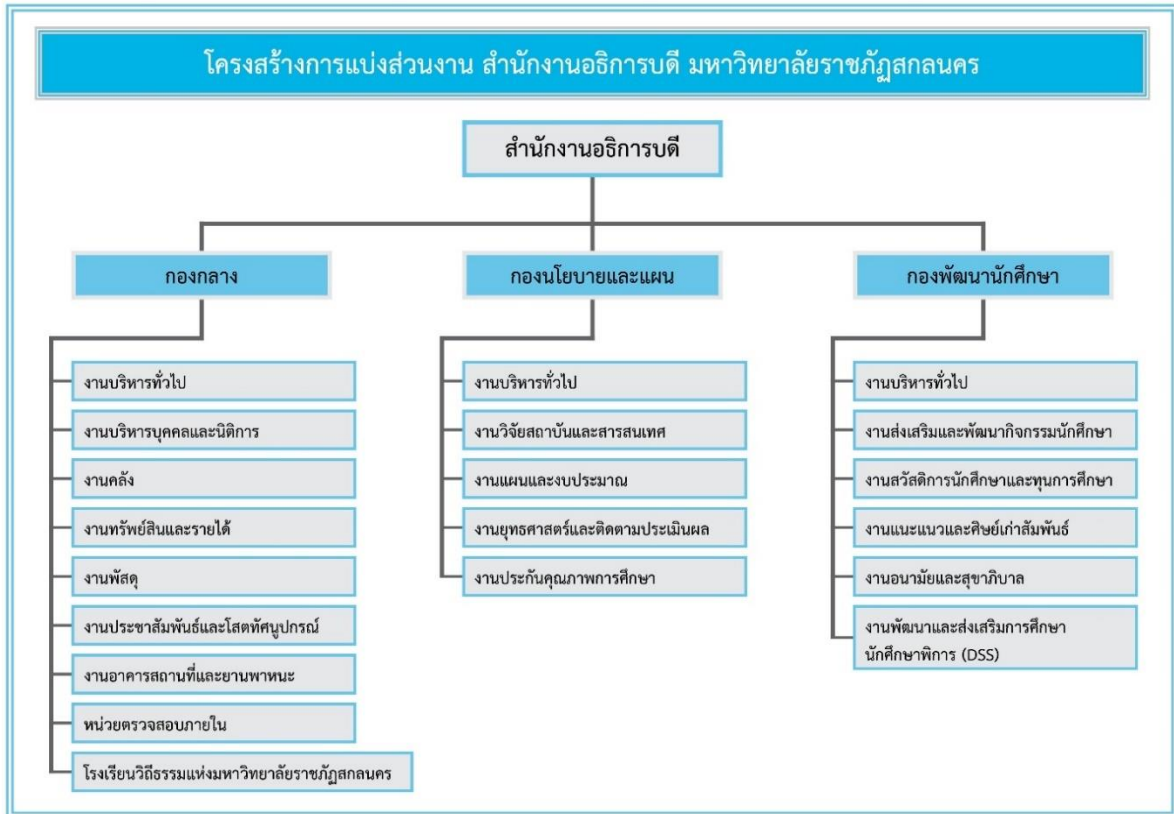 โครงสร้างการแบ่งส่วนงาน สำนักงานอธิการบดี มหาวิทยาลัยราชภัฏสกลนคร
สำนักงานอธิการบดี
กองกลาง
งานบริหารทั่วไป
งานบริหารบุคคลและนิติการ
งานคลัง
งานทรัพย์สินและรายได้
งานพัสดุ
งานประชาสัมพันธ์และโสตทัศนูปกรณ์
งานอาคารสถานที่และยานพาหนะ
หน่วยตรวจสอบภายใน
โรงเรียนวิถีธรรมแห่งมหาวิทยาลัยราชภัฏสกลนคร
กองนโยบายและแผน
งานบริหารทั่วไป
งานวิจัยสถาบันและสารสนเทศ
งานแผนและงบประมาณ
งานยุทธศาสตร์และติดตามประเมินผล
งานประกันคุณภาพการศึกษา
กองพัฒนานักศึกษา
งานบริหารทั่วไป
งานส่งเสริมและพัฒนากิจกรรมนักศึกษา
งานสวัสดิการนักศึกษาและทุนการศึกษา
งานแนะแนวและศิษย์เก่าสัมพันธ์
งานอนามัยและสุขาภิบาล
งานพัฒนาและส่งเสริมการศึกษา
นักศึกษาพิการ (DSS)